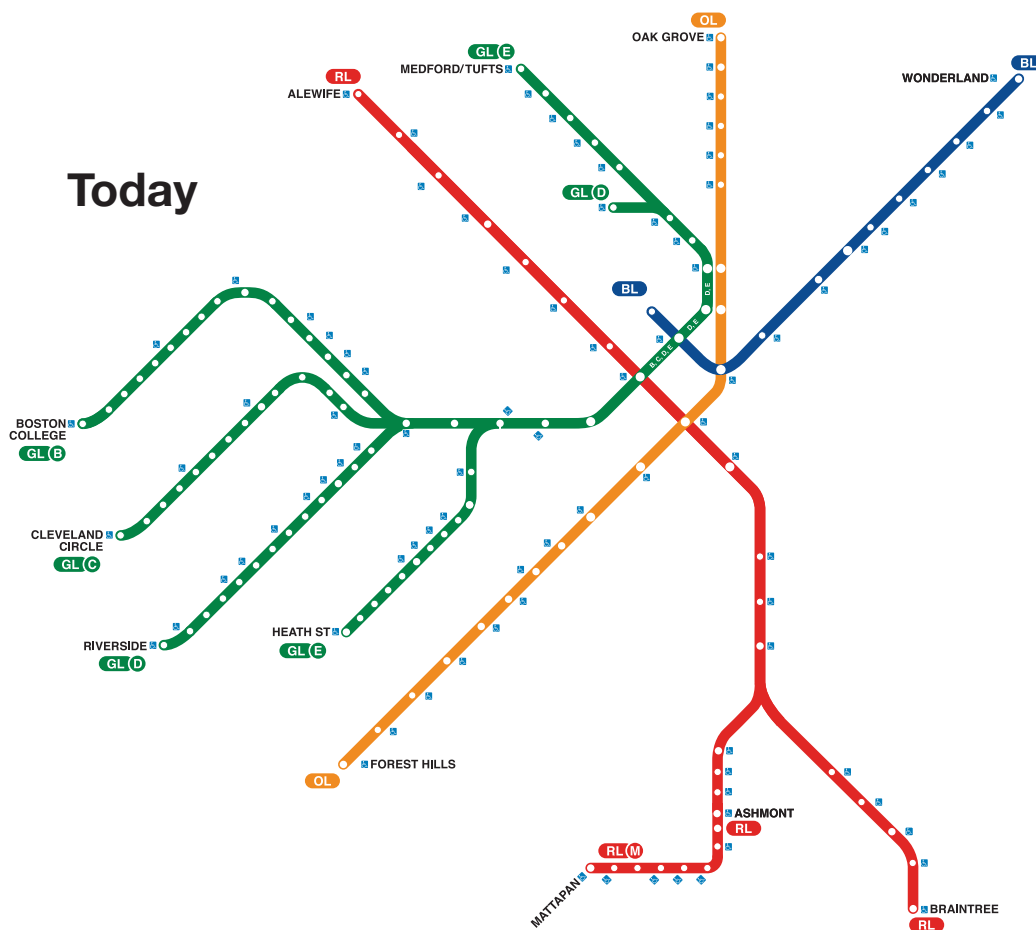 OL
OAK GROVE
GL E
MEDFORD/TUFTS
BL
WONDERLAND
RL
ALEWIFE
Today
GL D
BL
D, E
D, E
B, C, D, E
BOSTON
COLLEGE
GL B
CLEVELAND
CIRCLE
GL C
RIVERSIDE
GL D
HEATH ST
GL E
FOREST HILLS
OL
ASHMONT
RL
RL M
MATTAPAN
BRAINTREE
RL